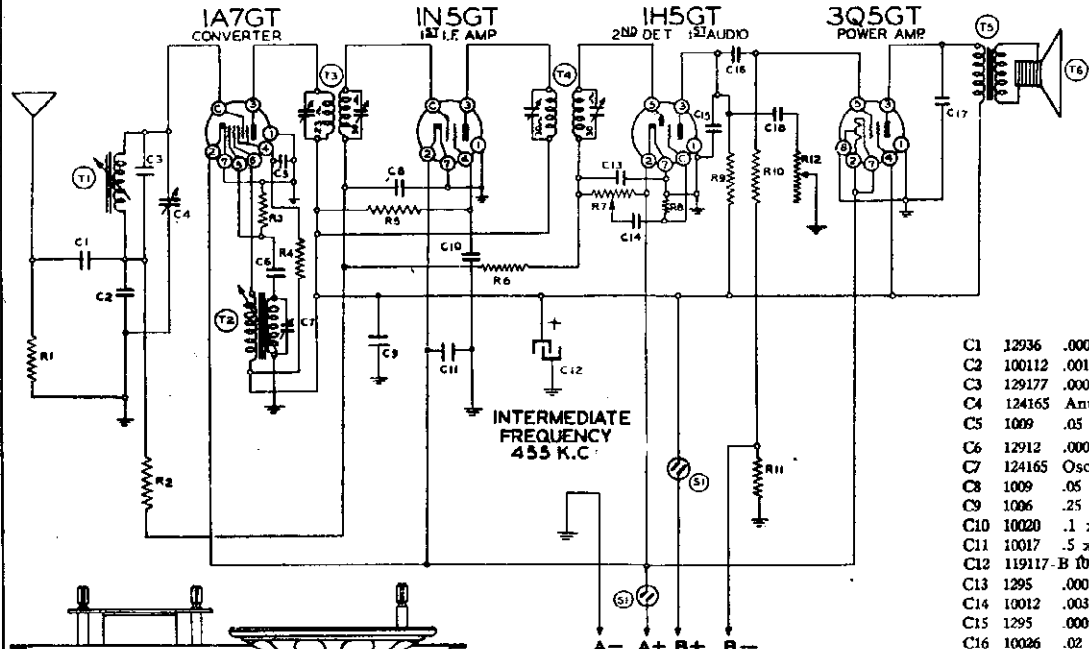 1A7GT
CONVERTER
1N5GT
1ST I.F. AMP
1H5GT
2ND DET 1ST AUDIO
3Q5GT
POWER AMP
T5
T6
T3
T4
C16
C3
T1
C4
C5
C8
C13
C15
C18
C17
R3
R5
R7
R8
R9
R10
R12
C1
R4
C6
C10
C14
R6
C2
T2
C7
R1
C9
C11
+
C12
INTERMEDIATE
FREQUENCY
455 K.C.
R2
S1
R11
S1
A- A+ B+ B-
C1 12936 .000
C2 100112 .001
C3 129177 .000
C4 124165 Ant
C5 1009 .05
C6 12912 .000
C7 124165 Osc
C8 1009 .05
C9 1006 .25
C10 10020 .1
C11 10017 .5
C12 119117-B 10
C13 1295 .000
C14 10012 .003
C15 1295 .000
C16 10026 .02